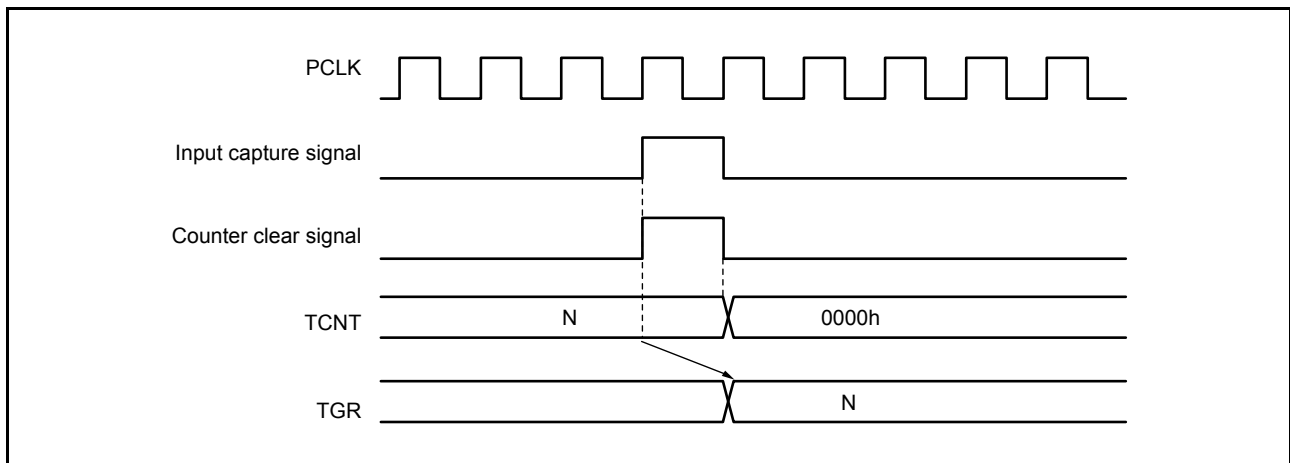 PCLK
Input capture signal
Counter clear signal
TCNT N 0000h
TGR N